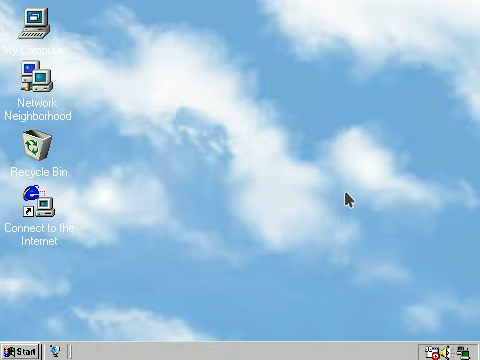 My Computer
Network
Neighborhood
Recycle Bin
Connect to the
Internet
Start